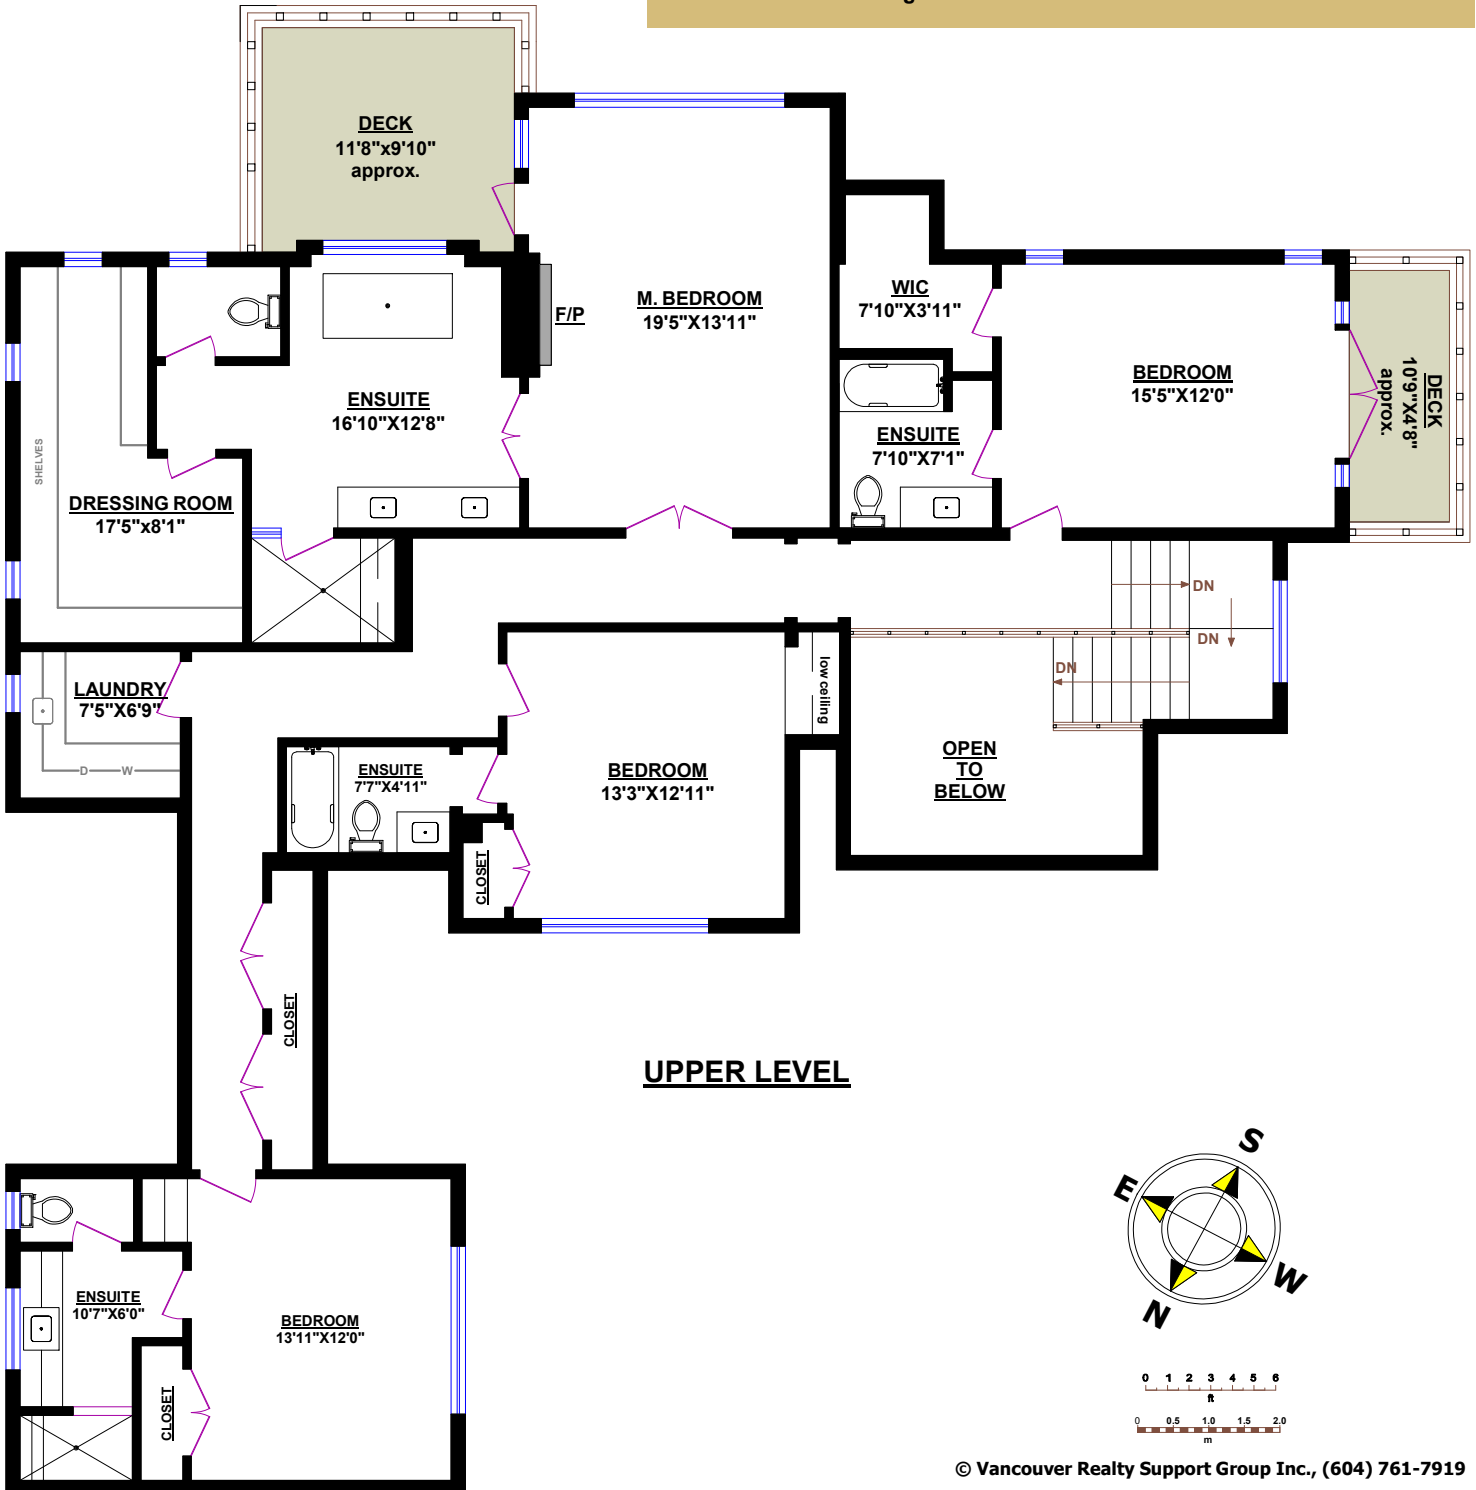 DECK
11'8"x9'10"
approx.
M. BEDROOM
19'5"X13'11"
F/P
WIC
7'10"X3'11"
BEDROOM
15'5"X12'0"
DECK
10'9"X4'8"
approx.
ENSUITE
16'10"X12'8"
ENSUITE
7'10"X7'1"
SHELVES
DRESSING ROOM
17'5"x8'1"
DN
DN
DN
LAUNDRY
7'5"X6'9"
D
W
low ceiling
OPEN
TO
BELOW
ENSUITE
7'7"X4'11"
BEDROOM
13'3"X12'11"
CLOSET
CLOSET
UPPER LEVEL
ENSUITE
10'7"X6'0"
BEDROOM
13'11"X12'0"
CLOSET
S
E
W
N
0 1 2 3 4 5 6
ft
0 0.5 1.0 1.5 2.0
m
© Vancouver Realty Support Group Inc., (604) 761-7919